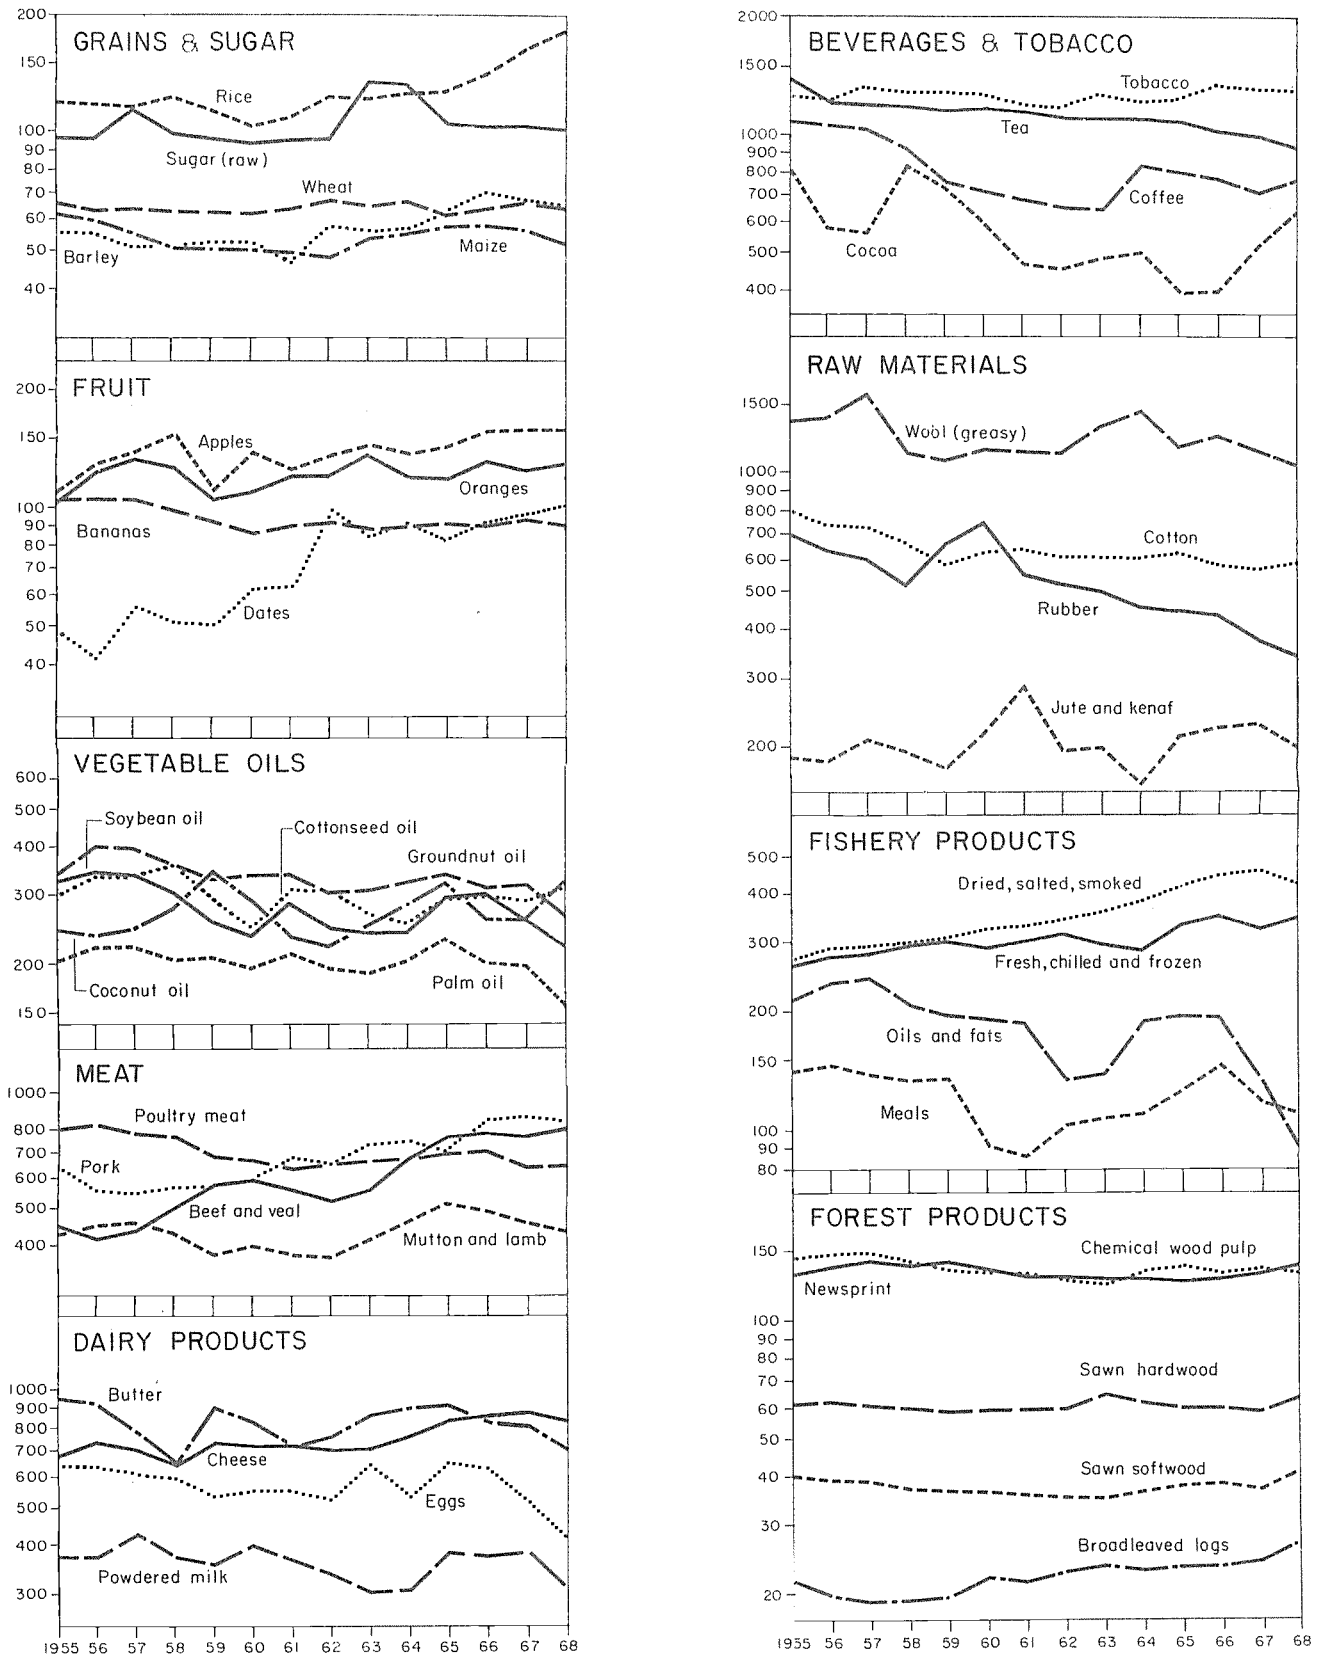 GRAINS & SUGAR
200
150
100
90
80
70
60
50
40
Rice
Sugar (raw)
Wheat
Barley
Maize
FRUIT
200
150
100
90
80
70
60
50
40
Apples
Oranges
Bananas
Dates
VEGETABLE OILS
600
500
400
300
200
150
Soybean oil
Cottonseed oil
Groundnut oil
Palm oil
Coconut oil
MEAT
1000
800
700
600
500
400
Poultry meat
Pork
Beef and veal
Mutton and lamb
DAIRY PRODUCTS
1000
900
800
700
600
500
400
300
Butter
Cheese
Eggs
Powdered milk
1955 56 57 58 59 60 61 62 63 64 65 66 67 68
BEVERAGES & TOBACCO
2000
1500
1000
900
800
700
600
500
400
Tobacco
Tea
Coffee
Cocoa
RAW MATERIALS
1500
1000
900
800
700
600
500
400
300
200
Wool (greasy)
Cotton
Rubber
Jute and kenaf
FISHERY PRODUCTS
500
400
300
200
150
100
90
80
Dried, salted, smoked
Fresh, chilled and frozen
Oils and fats
Meals
FOREST PRODUCTS
150
100
90
80
70
60
50
40
30
20
Chemical wood pulp
Newsprint
Sawn hardwood
Sawn softwood
Broadleaved logs
1955 56 57 58 59 60 61 62 63 64 65 66 67 68